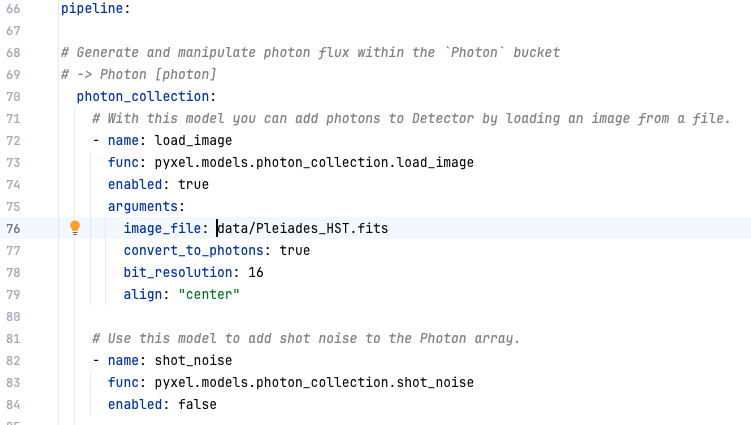 66 pipeline:
67
68 # Generate and manipulate photon flux within the `Photon` bucket
69 # -> Photon [photon]
70 photon_collection:
71 # With this model you can add photons to Detector by loading an image from a file.
72 - name: load_image
73 func: pyxel.models.photon_collection.load_image
74 enabled: true
75 arguments:
76 image_file: data/Pleiades_HST.fits
77 convert_to_photons: true
78 bit_resolution: 16
79 align: "center"
80
81 # Use this model to add shot noise to the Photon array.
82 - name: shot_noise
83 func: pyxel.models.photon_collection.shot_noise
84 enabled: false